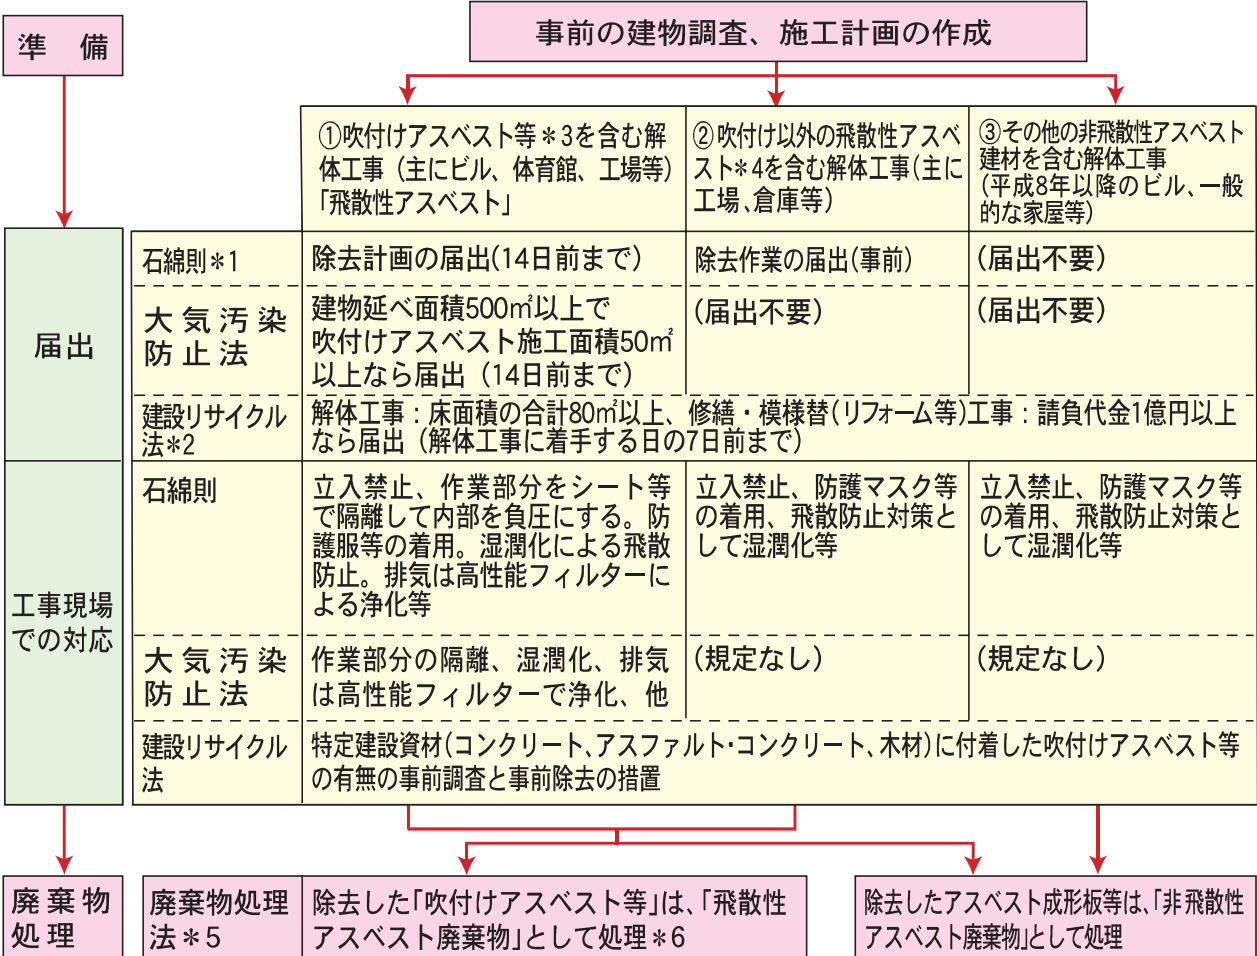 準　備
事前の建物調査、施工計画の作成
①吹付けアスベスト等＊3を含む解
体工事（主にビル、体育館、工場等）
「飛散性アスベスト」
②吹付け以外の飛散性アスベ
スト＊4を含む解体工事(主に
工場、倉庫等)
③その他の非飛散性アスベスト
建材を含む解体工事
(平成8年以降のビル、一般
的な家屋等)
届出
石綿則＊1
除去計画の届出(14日前まで)
除去作業の届出(事前)
(届出不要)
大気汚染
防止法
建物延べ面積500㎡以上で
吹付けアスベスト施工面積50㎡
以上なら届出（14日前まで）
(届出不要)
(届出不要)
建設リサイクル
法＊2
解体工事：床面積の合計80㎡以上、修繕・模様替(リフォーム等)工事：請負代金1億円以上
なら届出（解体工事に着手する日の7日前まで）
工事現場
での対応
石綿則
立入禁止、作業部分をシート等
で隔離して内部を負圧にする。防
護服等の着用。湿潤化による飛散
防止。排気は高性能フィルターに
よる浄化等
立入禁止、防護マスク等
の着用、飛散防止対策と
して湿潤化等
立入禁止、防護マスク等
の着用、飛散防止対策と
して湿潤化等
大気汚染
防止法
作業部分の隔離、湿潤化、排気
は高性能フィルターで浄化、他
(規定なし)
(規定なし)
建設リサイクル
法
特定建設資材(コンクリート、アスファルト・コンクリート、木材)に付着した吹付けアスベスト等
の有無の事前調査と事前除去の措置
廃棄物
処理
廃棄物処理
法＊5
除去した「吹付けアスベスト等」は、「飛散性
アスベスト廃棄物」として処理＊6
除去したアスベスト成形板等は、「非飛散性
アスベスト廃棄物」として処理